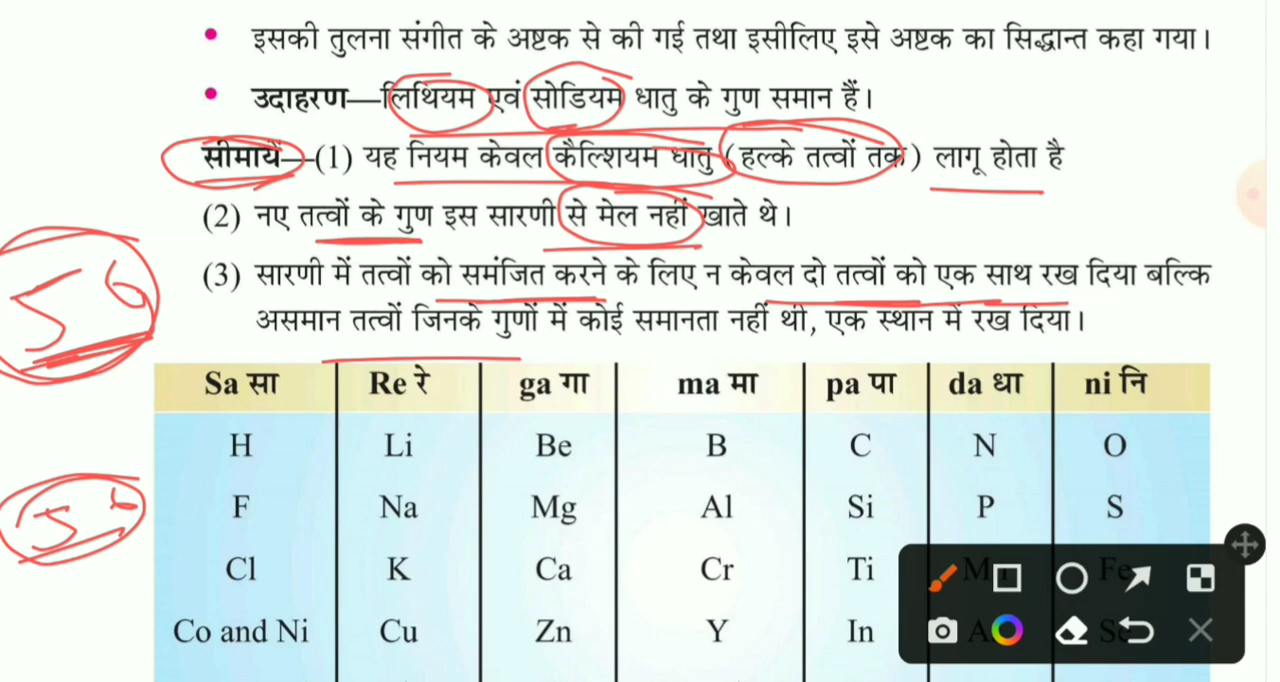 • इसकी तुलना संगीत के अष्टक से की गई तथा इसीलिए इसे अष्टक का सिद्धान्त कहा गया।
• उदाहरण—लिथियम एवं सोडियम धातु के गुण समान हैं।
सीमायें—(1) यह नियम केवल कैल्शियम धातु (हल्के तत्वों तक) लागू होता है
(2) नए तत्वों के गुण इस सारणी से मेल नहीं खाते थे।
(3) सारणी में तत्वों को समंजित करने के लिए न केवल दो तत्वों को एक साथ रख दिया बल्कि
असमान तत्वों जिनके गुणों में कोई समानता नहीं थी, एक स्थान में रख दिया।
56
Sa सा Re रे ga गा ma मा pa पा da धा ni नि
H Li Be B C N O
F Na Mg Al Si P S
56
Cl K Ca Cr Ti Fe
Co and Ni Cu Zn Y In